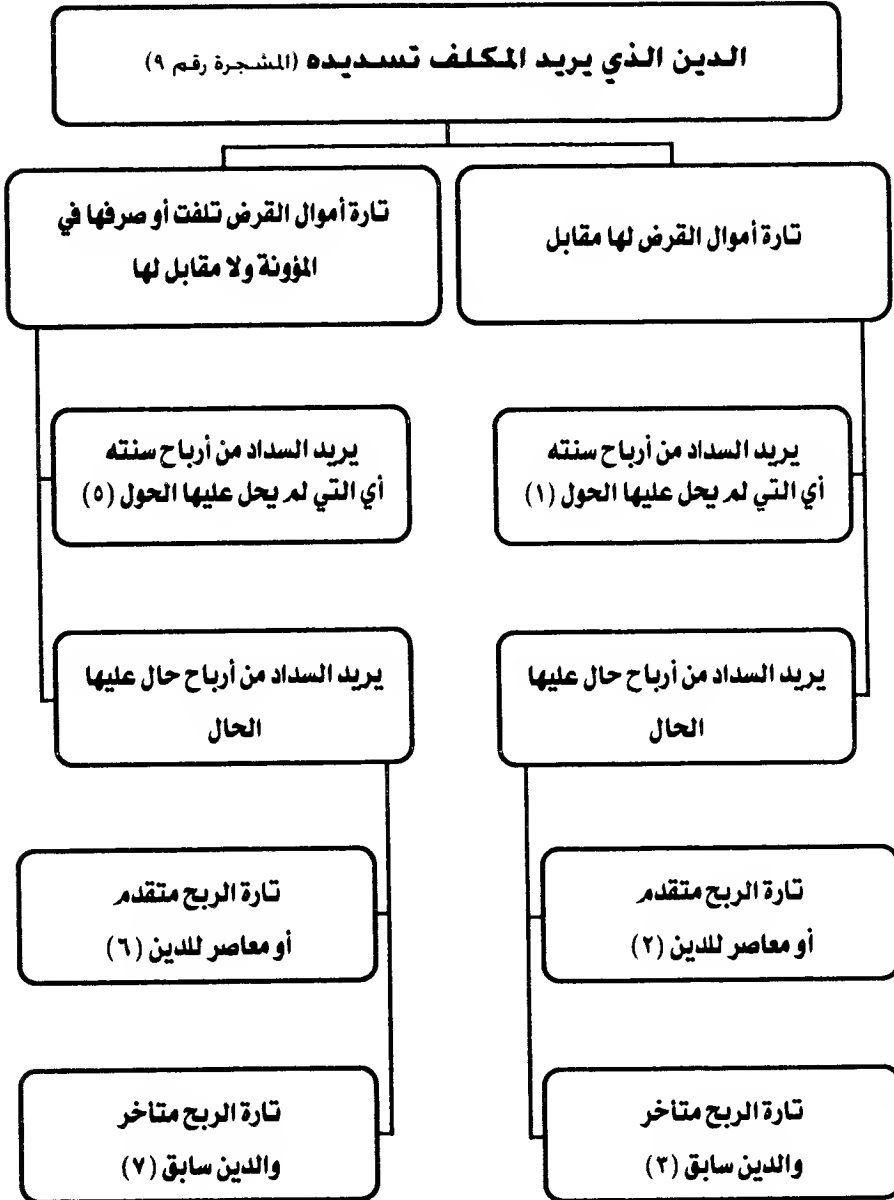 الدين الذي يريد المكلف تسديده (المشجرة رقم ٩)
تارة أموال القرض لها مقابل
تارة أموال القرض تلفت أو صرفها في
المؤونة ولا مقابل لها
يريد السداد من أرباح سنته
أي التي لم يحل عليها الحول (١)
يريد السداد من أرباح سنته
أي التي لم يحل عليها الحول (٥)
يريد السداد من أرباح حال عليها
الحال
يريد السداد من أرباح حال عليها
الحال
تارة الربح متقدم
أو معاصر للدين (٢)
تارة الربح متقدم
أو معاصر للدين (٦)
تارة الربح متأخر
والدين سابق (٣)
تارة الربح متأخر
والدين سابق (٧)